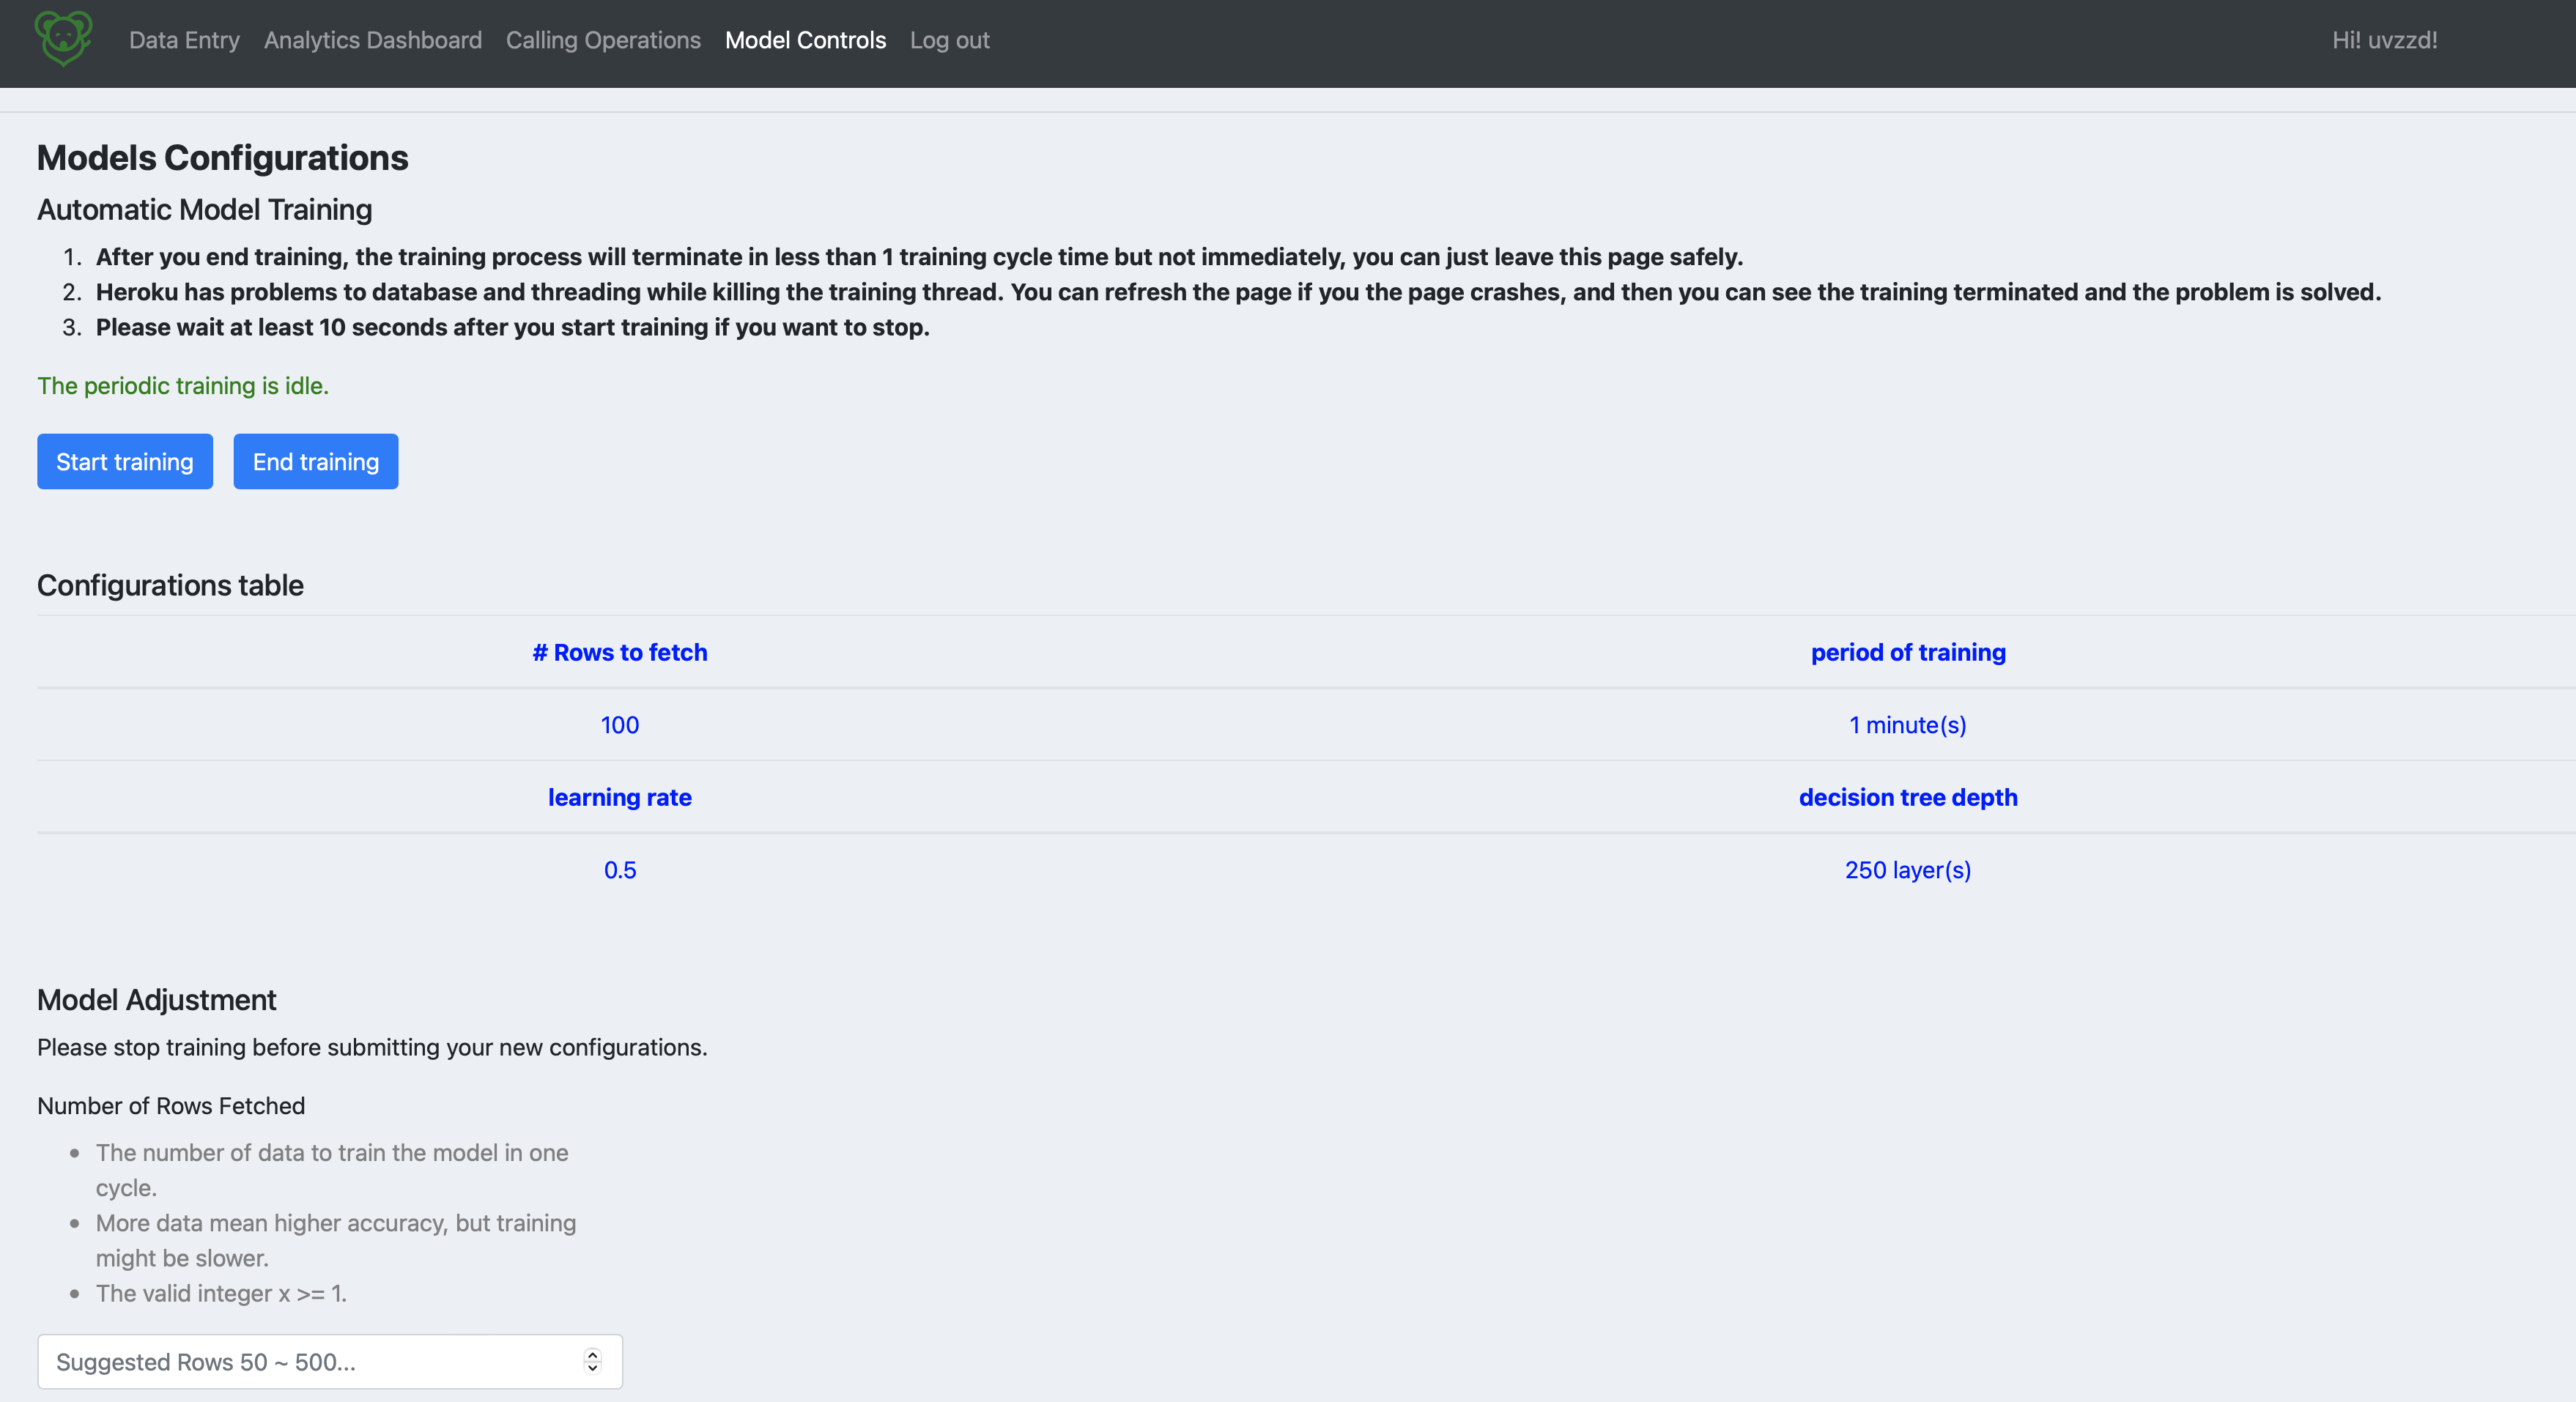 Data Entry Analytics Dashboard Calling Operations Model Controls Log out Hi! uvzzd!
Models Configurations
Automatic Model Training
1. After you end training, the training process will terminate in less than 1 training cycle time but not immediately, you can just leave this page safely.
2. Heroku has problems to database and threading while killing the training thread. You can refresh the page if you the page crashes, and then you can see the training terminated and the problem is solved.
3. Please wait at least 10 seconds after you start training if you want to stop.
The periodic training is idle.
Start training End training
Configurations table
# Rows to fetch period of training
100 1 minute(s)
learning rate decision tree depth
0.5 250 layer(s)
Model Adjustment
Please stop training before submitting your new configurations.
Number of Rows Fetched
• The number of data to train the model in one
cycle.
• More data mean higher accuracy, but training
might be slower.
• The valid integer x >= 1.
Suggested Rows 50 ~ 500...